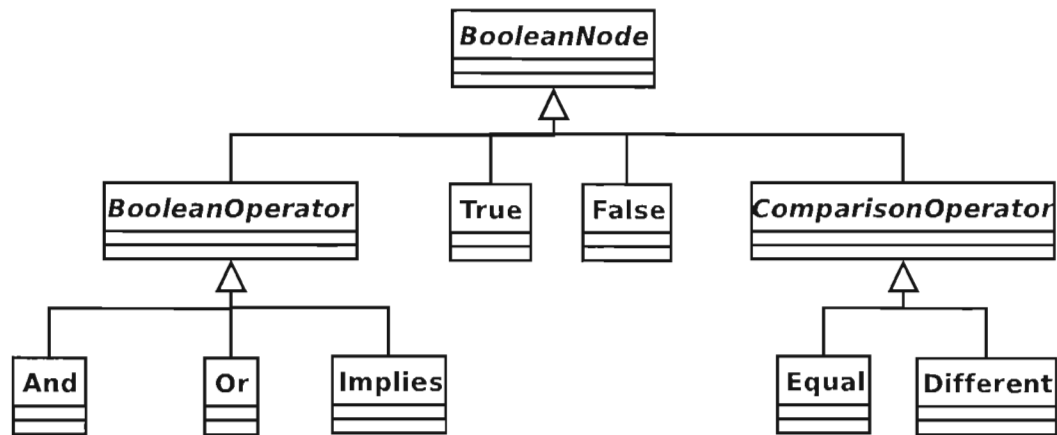 BooleanNode
BooleanOperator
True
False
ComparisonOperator
And
Or
Implies
Equal
Different